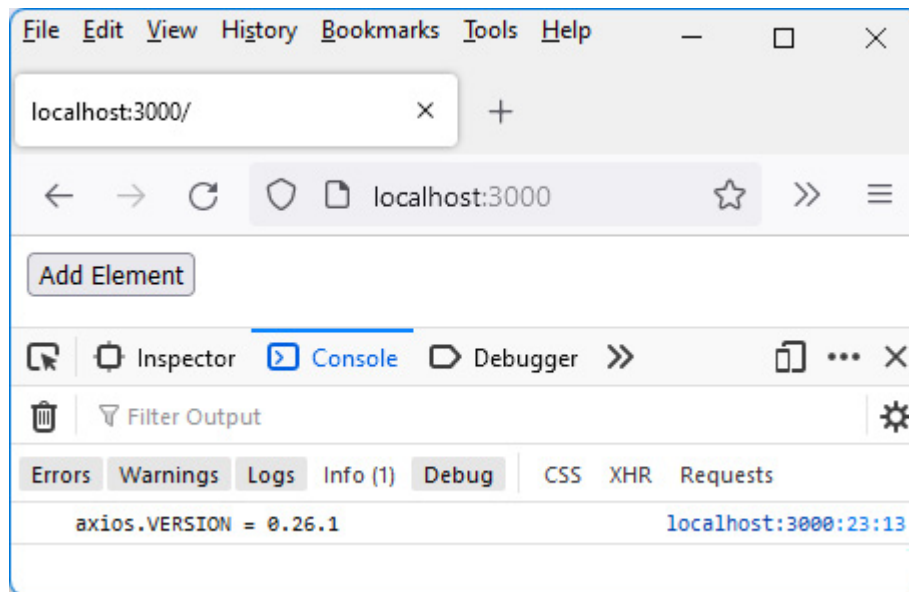 File Edit View History Bookmarks Tools Help
localhost:3000/
localhost:3000
Add Element
Inspector Console Debugger
Filter Output
Errors Warnings Logs Info (1) Debug CSS XHR Requests
axios.VERSION = 0.26.1 localhost:3000:23:13